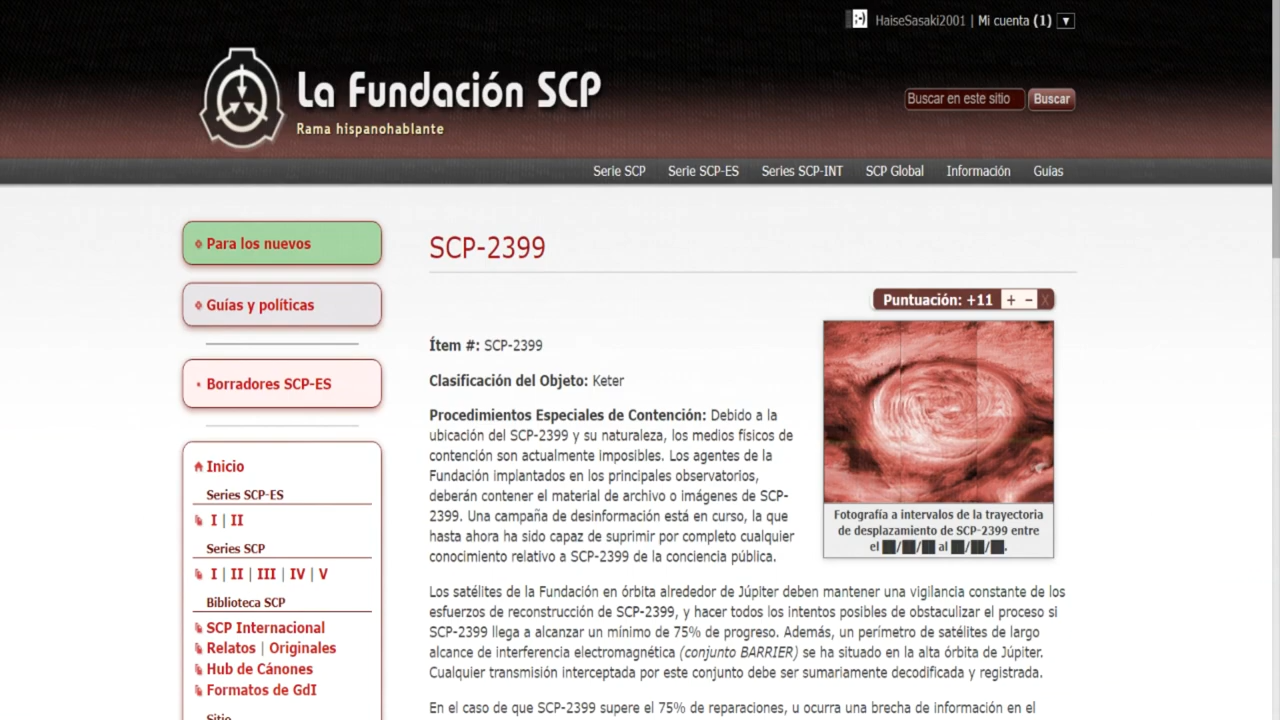 HaiseSasaki2001 | Mi cuenta (1) ▼
La Fundación SCP
Rama hispanohablante
Buscar en este sitio Buscar
Serie SCP Serie SCP-ES Series SCP-INT SCP Global Información Guías
Para los nuevos
Guías y políticas
Borradores SCP-ES
Inicio
Series SCP-ES
I | II
Series SCP
I | II | III | IV | V
Biblioteca SCP
SCP Internacional
Relatos | Originales
Hub de Cánones
Formatos de GdI
Sitio
SCP-2399
Puntuación: +11 + − X
Ítem #: SCP-2399
Clasificación del Objeto: Keter
Procedimientos Especiales de Contención: Debido a la
ubicación del SCP-2399 y su naturaleza, los medios físicos de
contención son actualmente imposibles. Los agentes de la
Fundación implantados en los principales observatorios,
deberán contener el material de archivo o imágenes de SCP-
2399. Una campaña de desinformación está en curso, la que
hasta ahora ha sido capaz de suprimir por completo cualquier
conocimiento relativo a SCP-2399 de la conciencia pública.
Fotografía a intervalos de la trayectoria
de desplazamiento de SCP-2399 entre
el ██/██/██ al ██/██/██.
Los satélites de la Fundación en órbita alrededor de Júpiter deben mantener una vigilancia constante de los
esfuerzos de reconstrucción de SCP-2399, y hacer todos los intentos posibles de obstaculizar el proceso si
SCP-2399 llega a alcanzar un mínimo de 75% de progreso. Además, un perímetro de satélites de largo
alcance de interferencia electromagnética (conjunto BARRIER) se ha situado en la alta órbita de Júpiter.
Cualquier transmisión interceptada por este conjunto debe ser sumariamente decodificada y registrada.
En el caso de que SCP-2399 supere el 75% de reparaciones, u ocurra una brecha de información en el